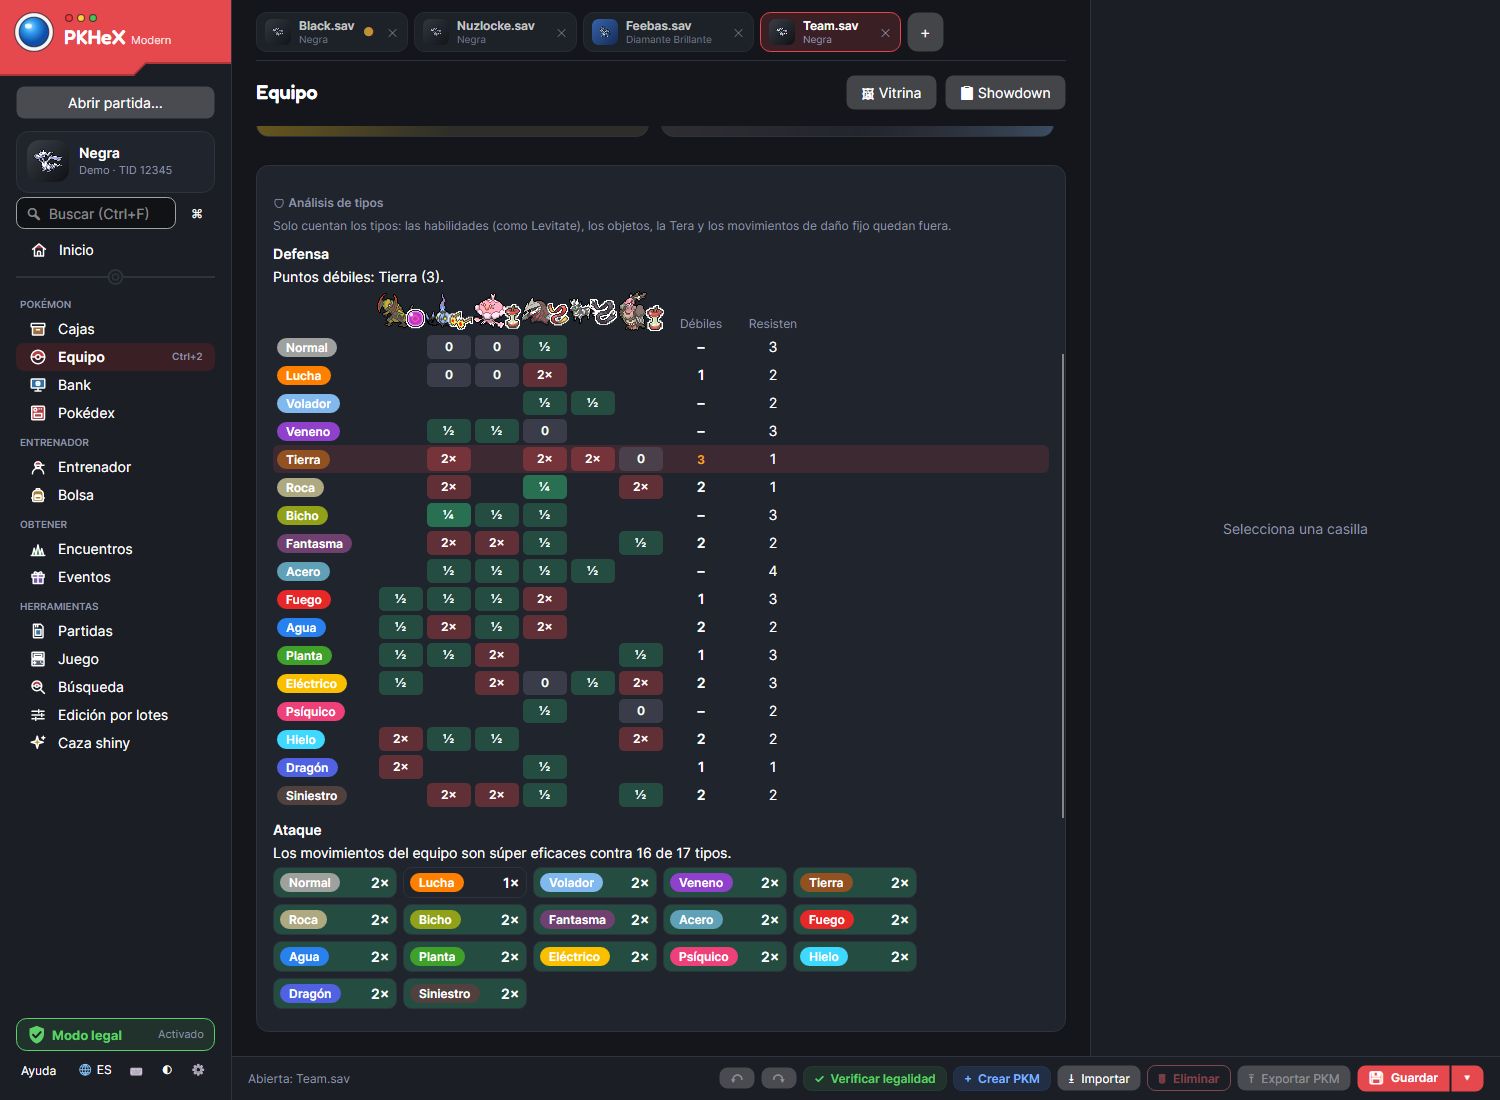 PKHeX Modern
Black.sav
Negra
Nuzlocke.sav
Negra
Feebas.sav
Diamante Brillante
Team.sav
Negra
+
Abrir partida...
Negra
Demo · TID 12345
Buscar (Ctrl+F)
⌘
Inicio
POKÉMON
Cajas
Equipo Ctrl+2
Bank
Pokédex
ENTRENADOR
Entrenador
Bolsa
OBTENER
Encuentros
Eventos
HERRAMIENTAS
Partidas
Juego
Búsqueda
Edición por lotes
Caza shiny
Modo legal Activado
Ayuda ES
Equipo
Vitrina
Showdown
Análisis de tipos
Solo cuentan los tipos: las habilidades (como Levitate), los objetos, la Tera y los movimientos de daño fijo quedan fuera.
Defensa
Puntos débiles: Tierra (3).
Débiles Resisten
Normal 0 0 ½ – 3
Lucha 0 0 2× 1 2
Volador ½ ½ – 2
Veneno ½ ½ 0 – 3
Tierra 2× 2× 2× 0 3 1
Roca 2× ¼ 2× 2 1
Bicho ¼ ½ ½ – 3
Fantasma 2× 2× ½ ½ 2 2
Acero ½ ½ ½ ½ – 4
Fuego ½ ½ ½ 2× 1 3
Agua ½ 2× ½ 2× 2 2
Planta ½ ½ 2× ½ 1 3
Eléctrico ½ 2× 0 ½ 2× 2 3
Psíquico ½ 0 – 2
Hielo 2× ½ ½ 2× 2 2
Dragón 2× ½ 1 1
Siniestro 2× 2× ½ ½ 2 2
Ataque
Los movimientos del equipo son súper eficaces contra 16 de 17 tipos.
Normal 2× Lucha 1× Volador 2× Veneno 2× Tierra 2×
Roca 2× Bicho 2× Fantasma 2× Acero 2× Fuego 2×
Agua 2× Planta 2× Eléctrico 2× Psíquico 2× Hielo 2×
Dragón 2× Siniestro 2×
Selecciona una casilla
Abierta: Team.sav
Verificar legalidad
+ Crear PKM
Importar
Eliminar
Exportar PKM
Guardar